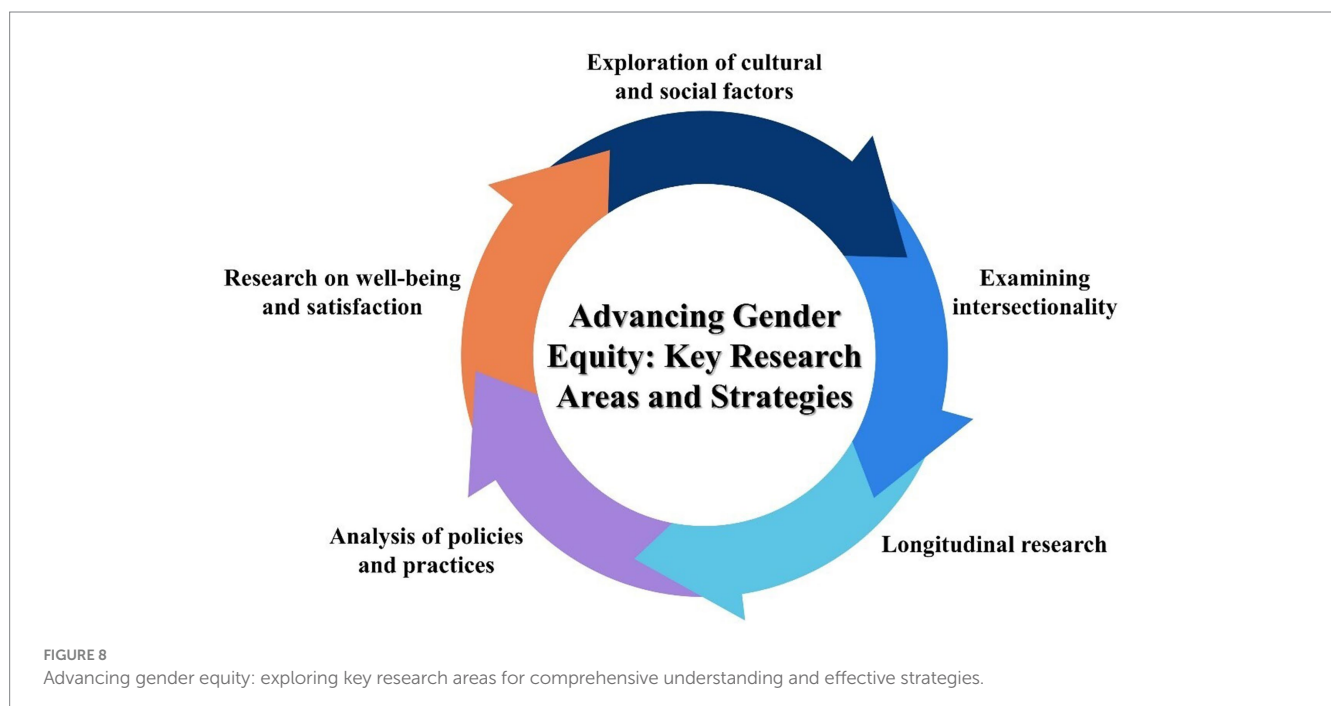 Exploration of cultural
and social factors
Examining
intersectionality
Research on well-being
and satisfaction
Advancing Gender
Equity: Key Research
Areas and Strategies
Longitudinal research
Analysis of policies
and practices
FIGURE 8
Advancing gender equity: exploring key research areas for comprehensive understanding and effective strategies.